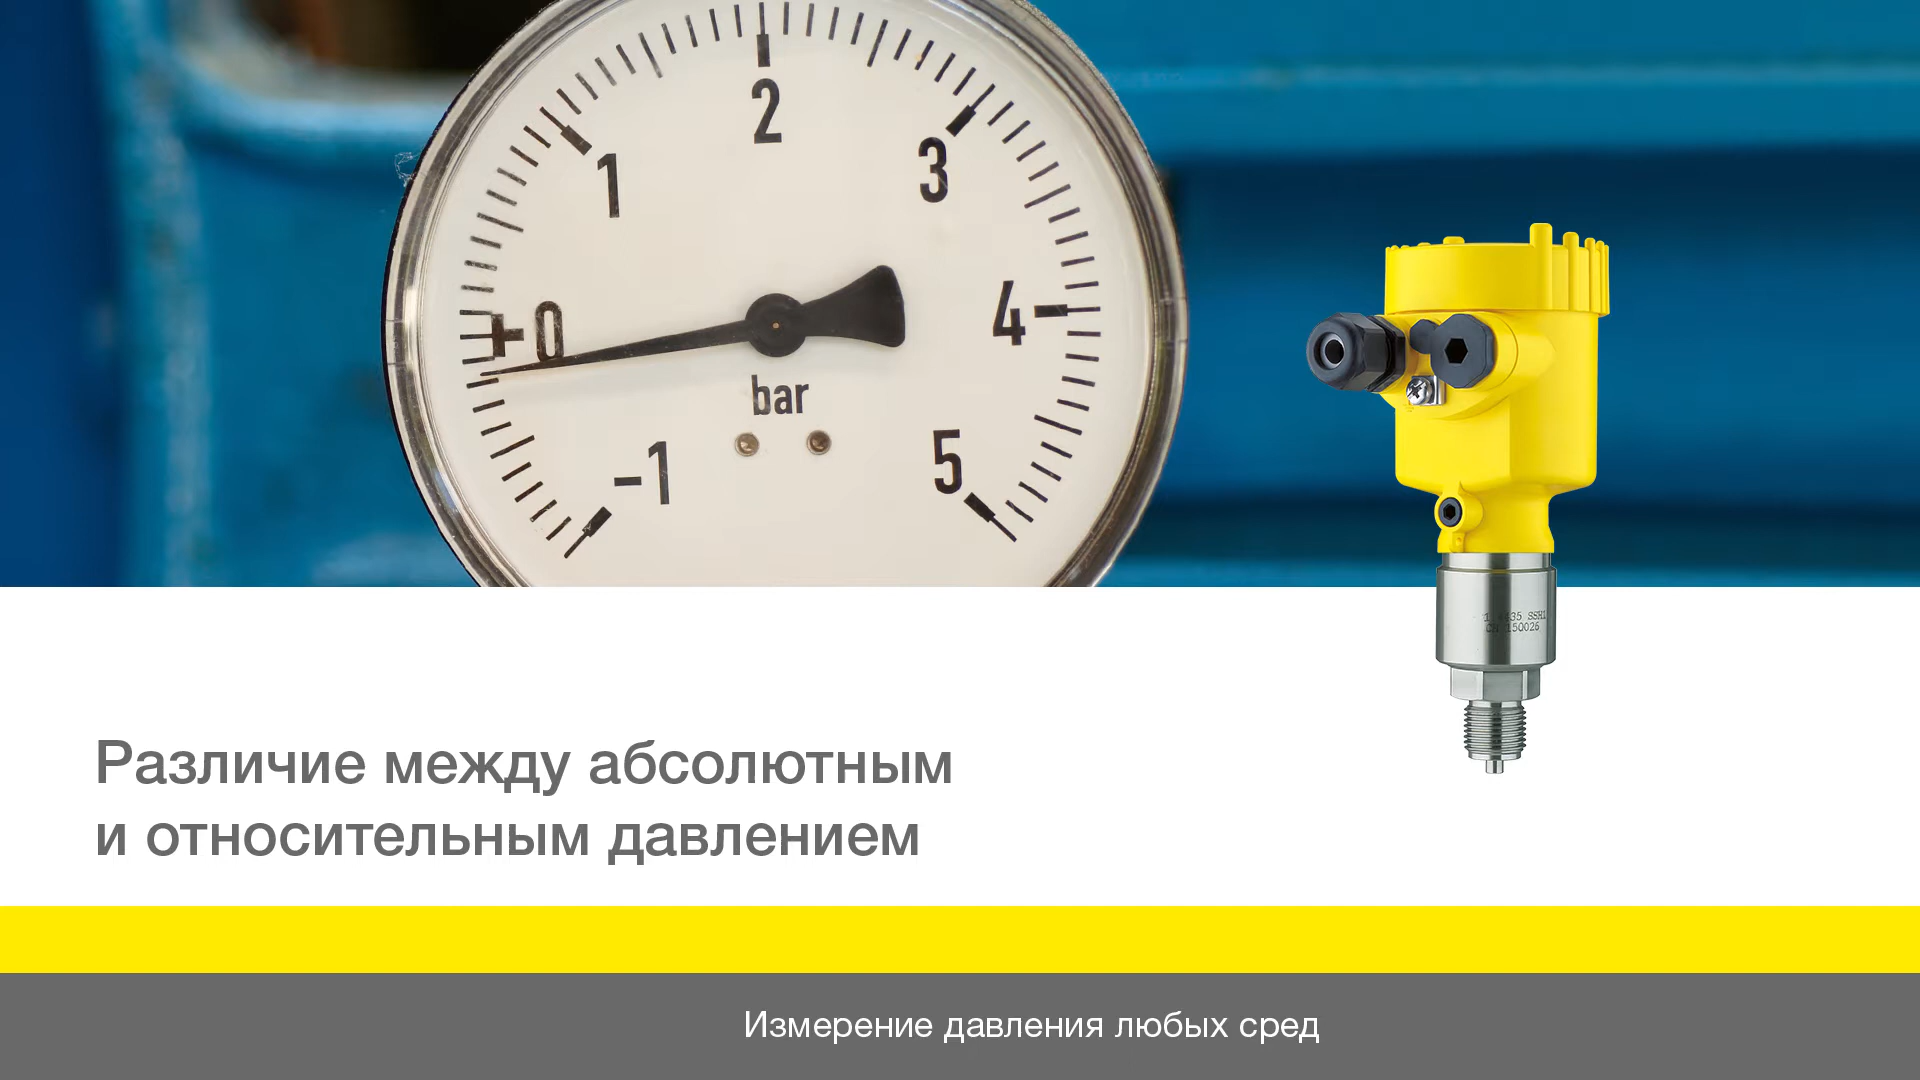 2
1
3
0
4
bar
-1
5
Различие между абсолютным
и относительным давлением
Измерение давления любых сред